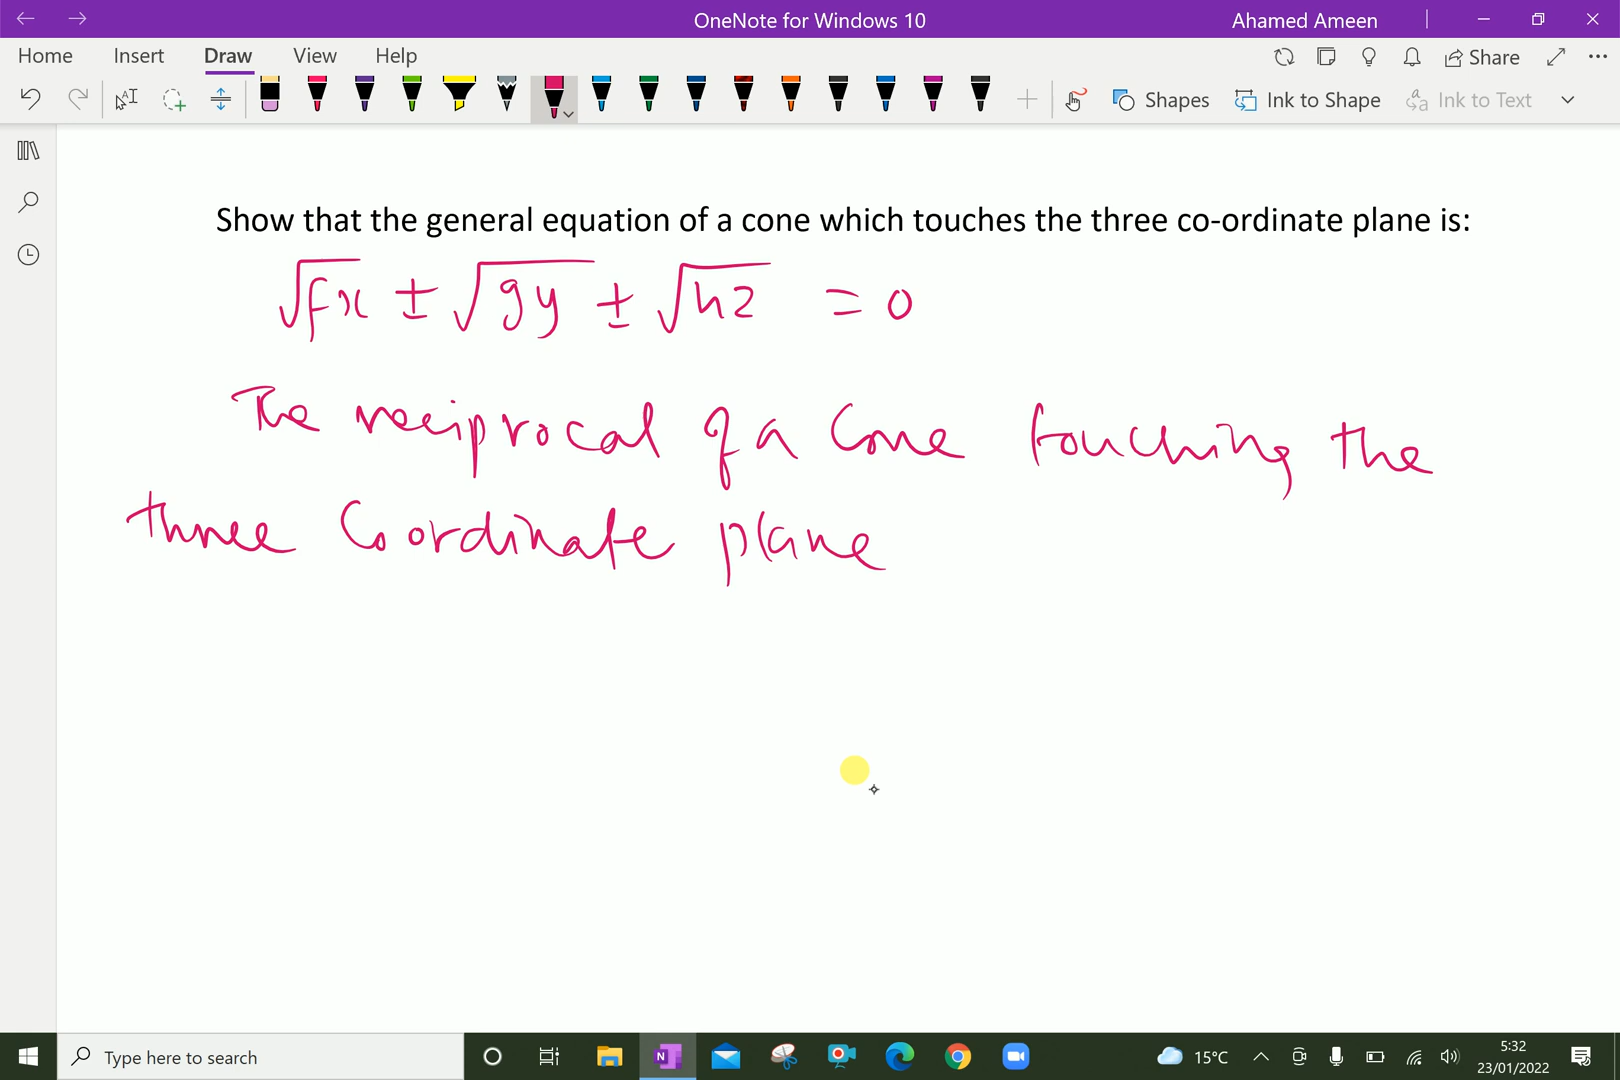 OneNote for Windows 10
Ahamed Ameen
Home Insert Draw View Help
Share
Shapes Ink to Shape Ink to Text
Show that the general equation of a cone which touches the three co-ordinate plane is:
√fx ± √gy ± √hz = 0
The reciprocal of a Cone touching the
three Coordinate plane
Type here to search
15°C
5:32
23/01/2022